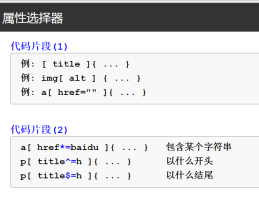 属性选择器
代码片段(1)
例: [ title ]{ ... }
例: img[ alt ] { ... }
例: a[ href="" ]{ ... }
代码片段(2)
a[ href*=baidu]{ ... } 包含某个字符串
p[ title^=h ]{ ... } 以什么开头
p[ title$=h ]{ ... } 以什么结尾